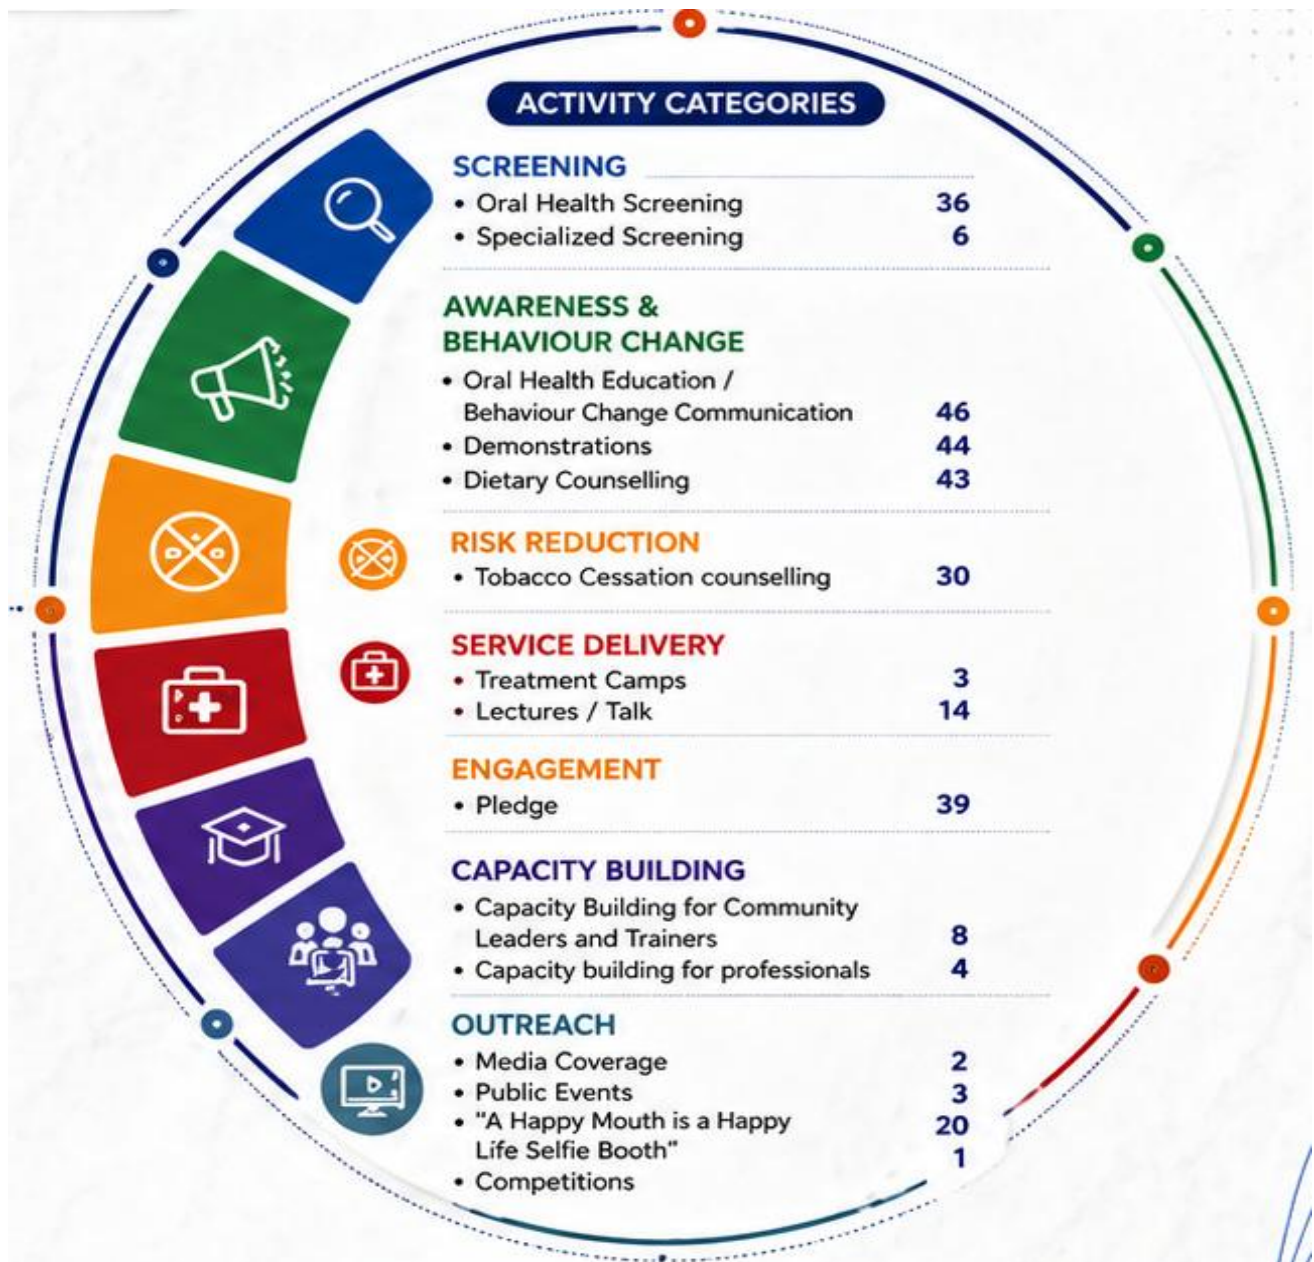 ACTIVITY CATEGORIES
SCREENING
• Oral Health Screening 36
• Specialized Screening 6
AWARENESS &
BEHAVIOUR CHANGE
• Oral Health Education /
Behaviour Change Communication 46
• Demonstrations 44
• Dietary Counselling 43
RISK REDUCTION
• Tobacco Cessation counselling 30
SERVICE DELIVERY
• Treatment Camps 3
• Lectures / Talk 14
ENGAGEMENT
• Pledge 39
CAPACITY BUILDING
• Capacity Building for Community
Leaders and Trainers 8
• Capacity building for professionals 4
OUTREACH
• Media Coverage 2
• Public Events 3
• "A Happy Mouth is a Happy 20
Life Selfie Booth" 1
• Competitions